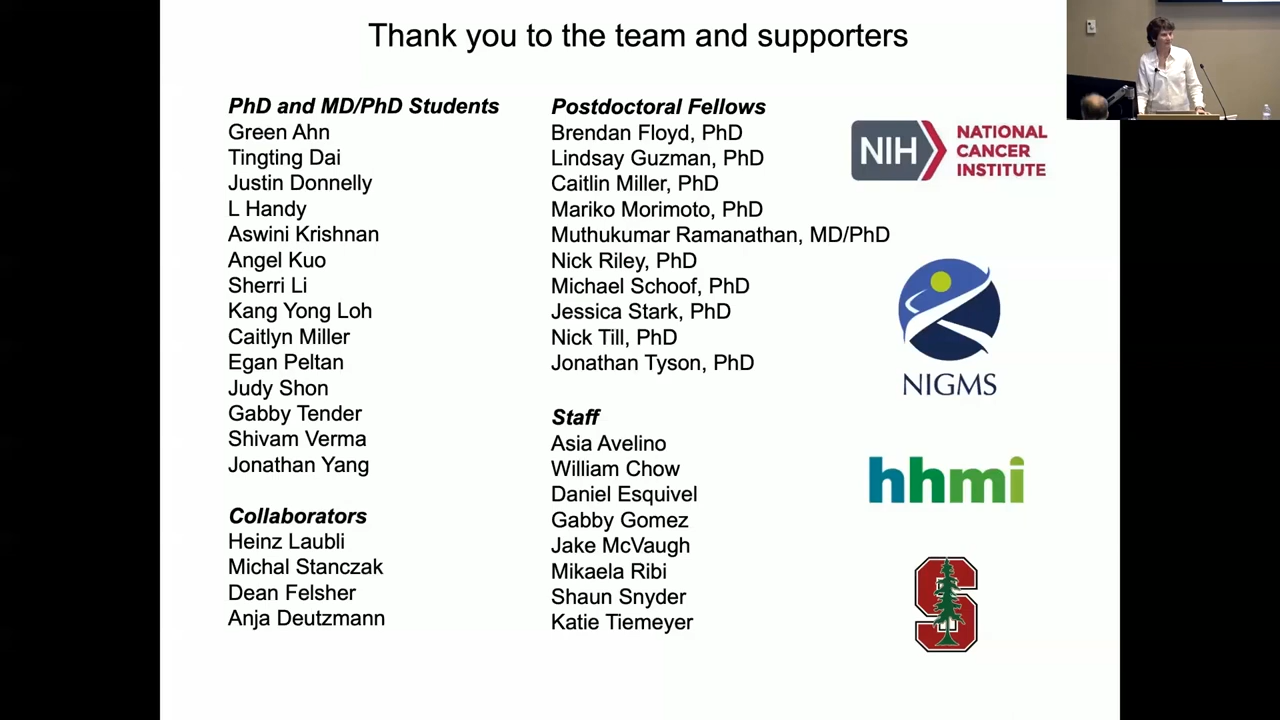 Thank you to the team and supporters
PhD and MD/PhD Students
Green Ahn
Tingting Dai
Justin Donnelly
L Handy
Aswini Krishnan
Angel Kuo
Sherri Li
Kang Yong Loh
Caitlyn Miller
Egan Peltan
Judy Shon
Gabby Tender
Shivam Verma
Jonathan Yang
Collaborators
Heinz Laubli
Michal Stanczak
Dean Felsher
Anja Deutzmann
Postdoctoral Fellows
Brendan Floyd, PhD
Lindsay Guzman, PhD
Caitlin Miller, PhD
Mariko Morimoto, PhD
Muthukumar Ramanathan, MD/PhD
Nick Riley, PhD
Michael Schoof, PhD
Jessica Stark, PhD
Nick Till, PhD
Jonathan Tyson, PhD
Staff
Asia Avelino
William Chow
Daniel Esquivel
Gabby Gomez
Jake McVaugh
Mikaela Ribi
Shaun Snyder
Katie Tiemeyer
NIH
NATIONAL
CANCER
INSTITUTE
NIGMS
hhmi
S